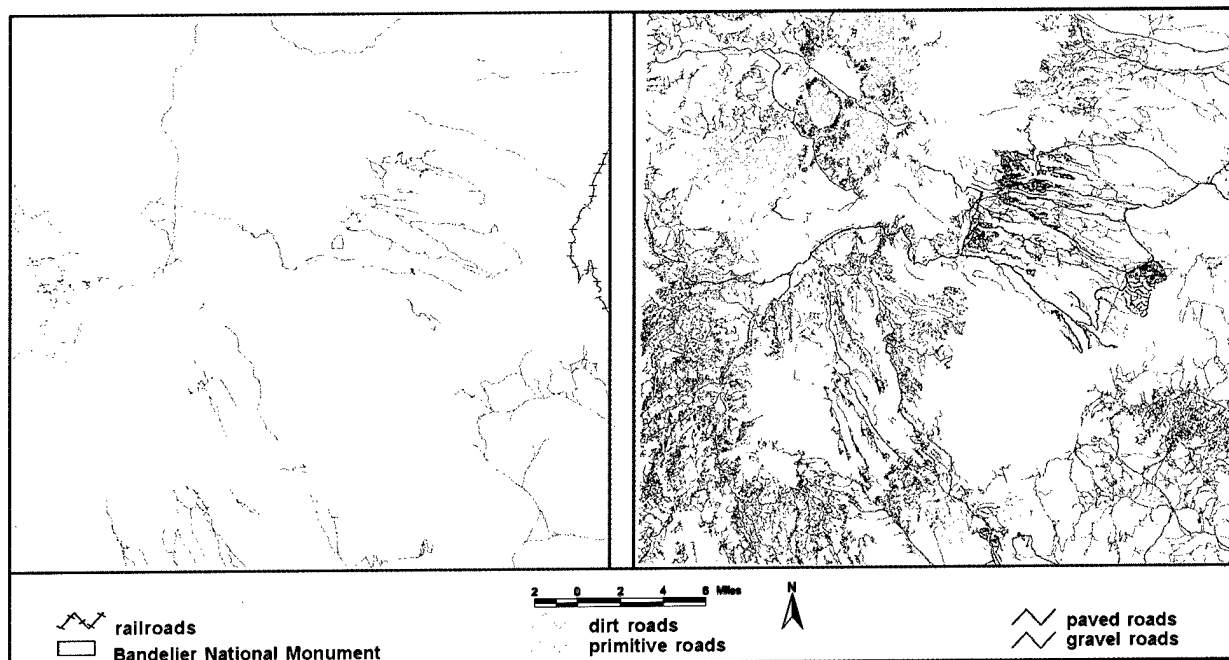 2 0 2 4 6 Miles
N
railroads
Bandelier National Monument
dirt roads
primitive roads
paved roads
gravel roads